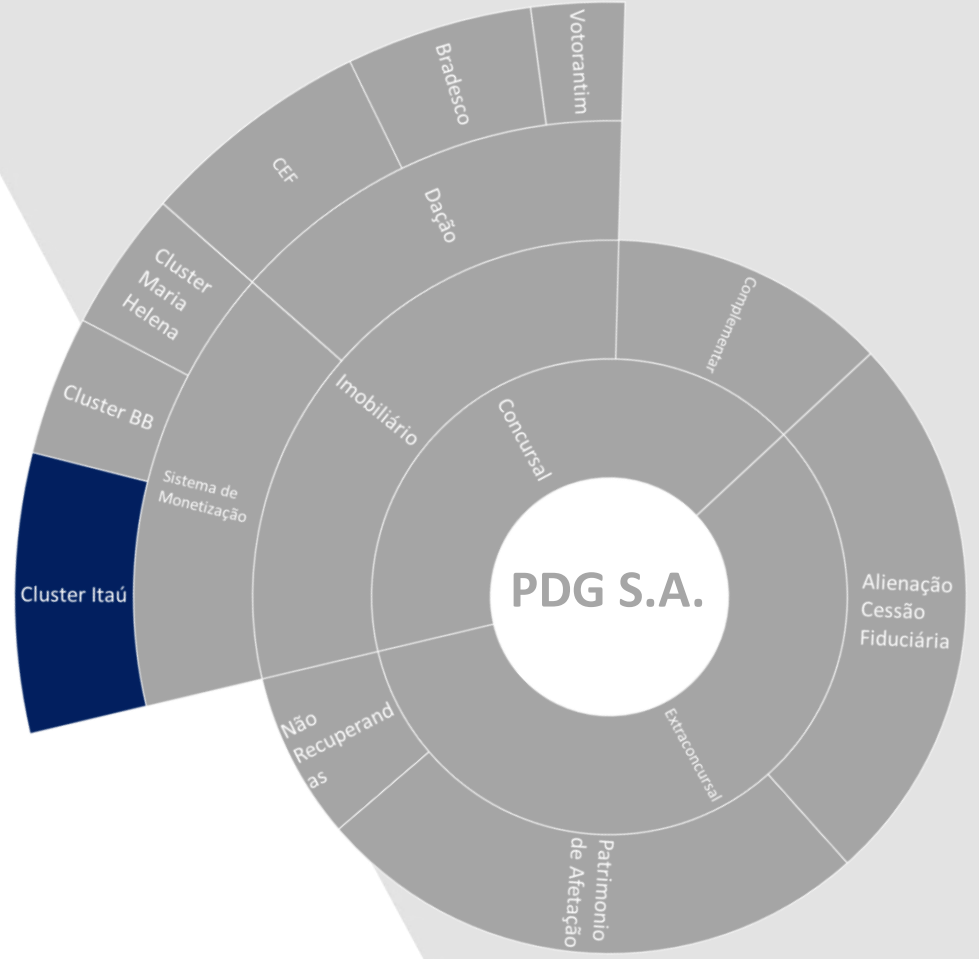 Votorantim
Bradesco
CEF
Dação
Cluster
Maria
Helena
Complementar
Cluster BB
Imobiliário
Concursal
Sistema de
Monetização
Cluster Itaú
PDG S.A.
Alienação
Cessão
Fiduciária
Não
Recuperand
as
Extraconcursal
Patrimonio
de Afetação